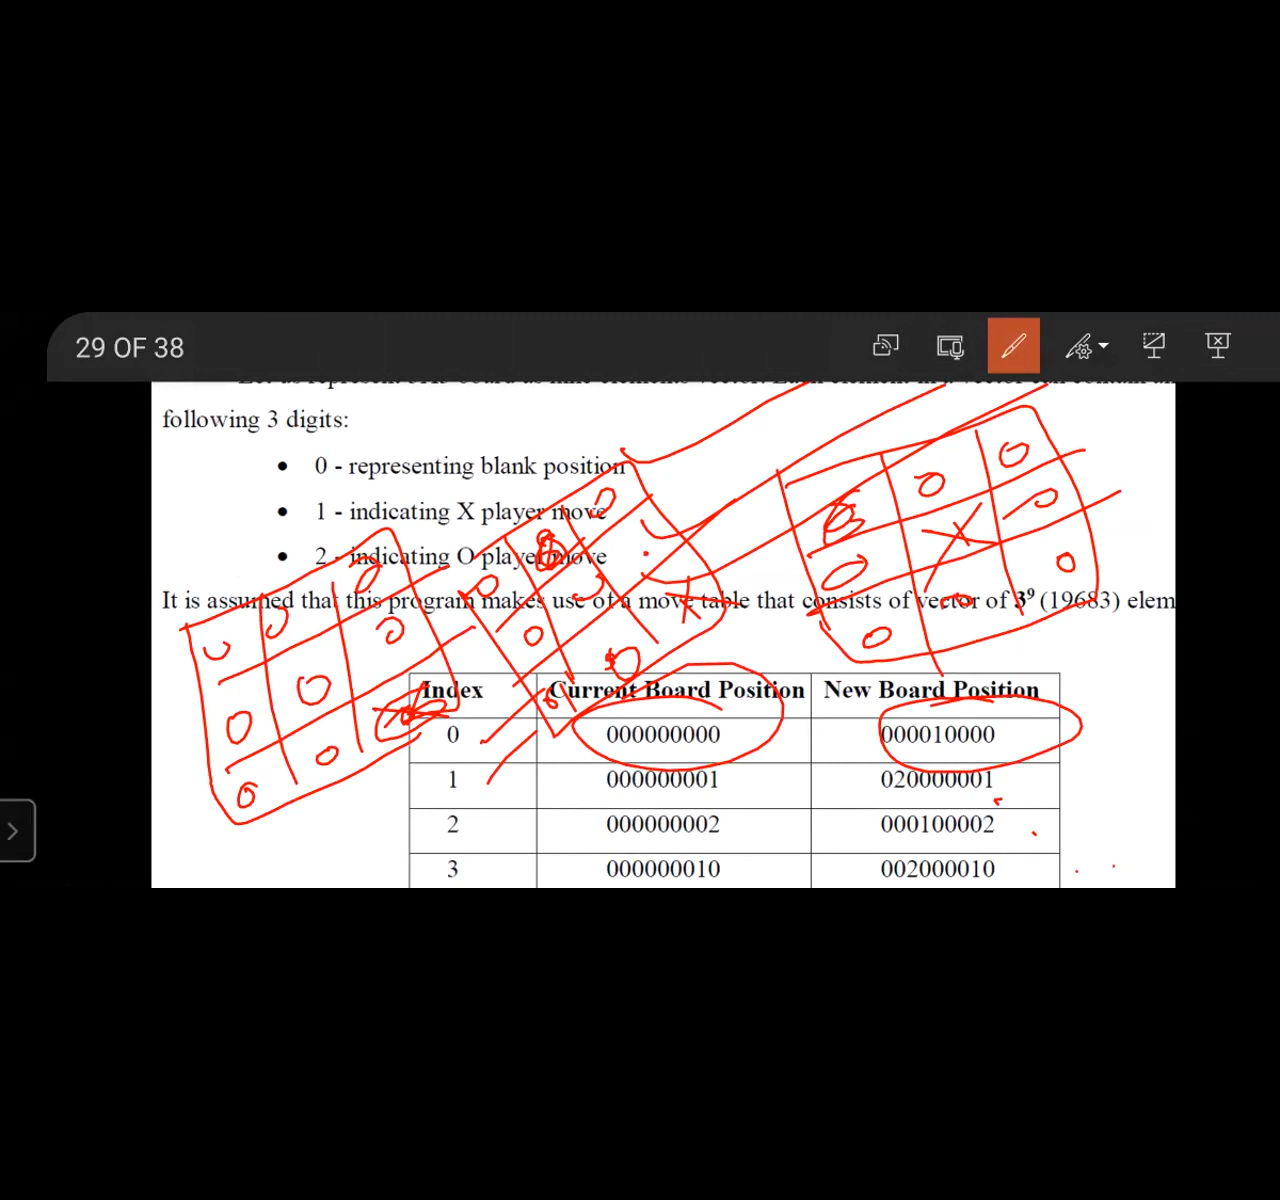 29 OF 38
following 3 digits:
• 0 - representing blank position
• 1 - indicating X player move
• 2 - indicating O player move
It is assumed that this program makes use of a move table that consists of vector of 3⁹ (19683) elem
Index Current Board Position New Board Position
0 000000000 000010000
1 000000001 020000001
2 000000002 000100002
3 000000010 002000010